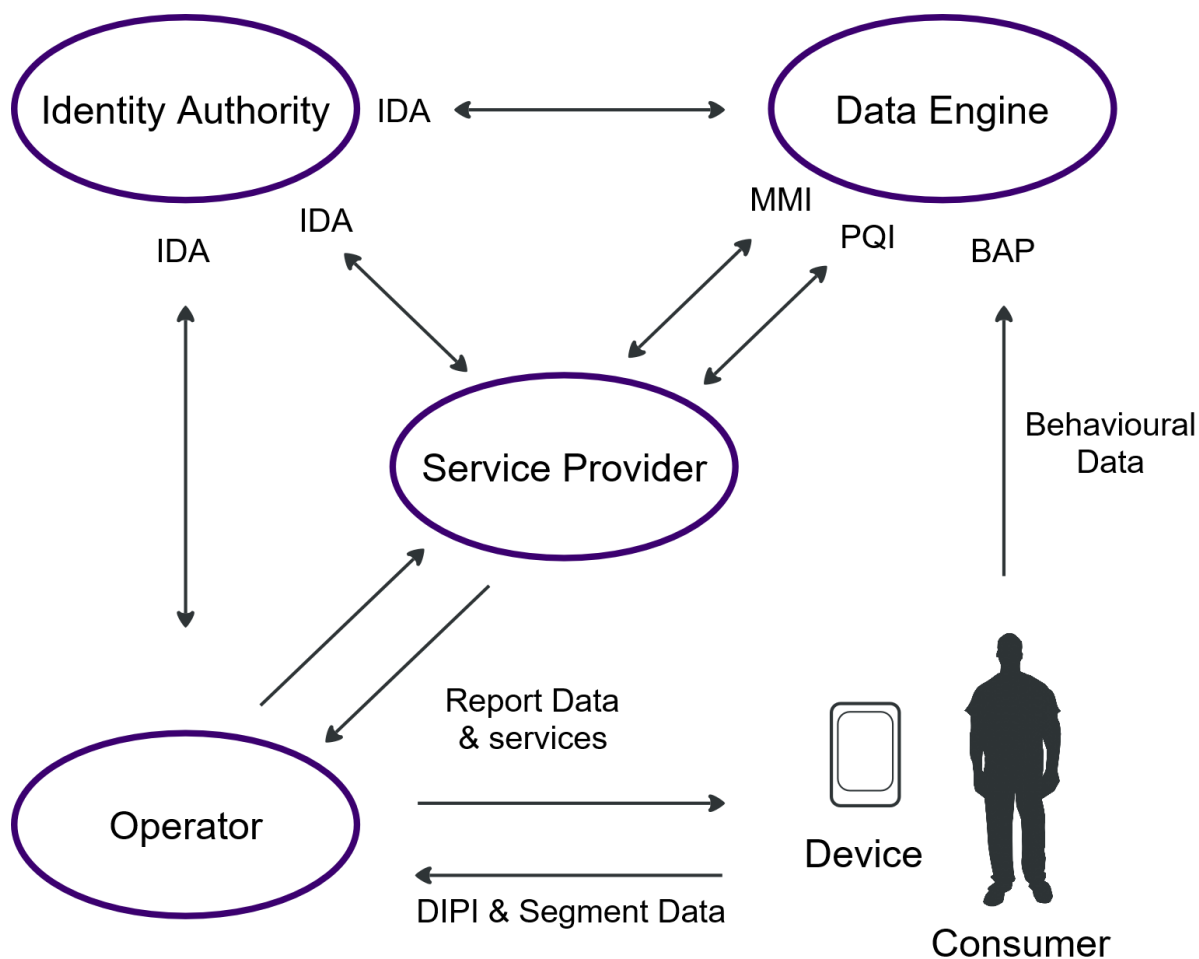 Identity Authority
IDA
Data Engine
IDA
IDA
MMI
PQI
BAP
Behavioural
Data
Service Provider
Report Data
& services
Operator
Device
DIPI & Segment Data
Consumer